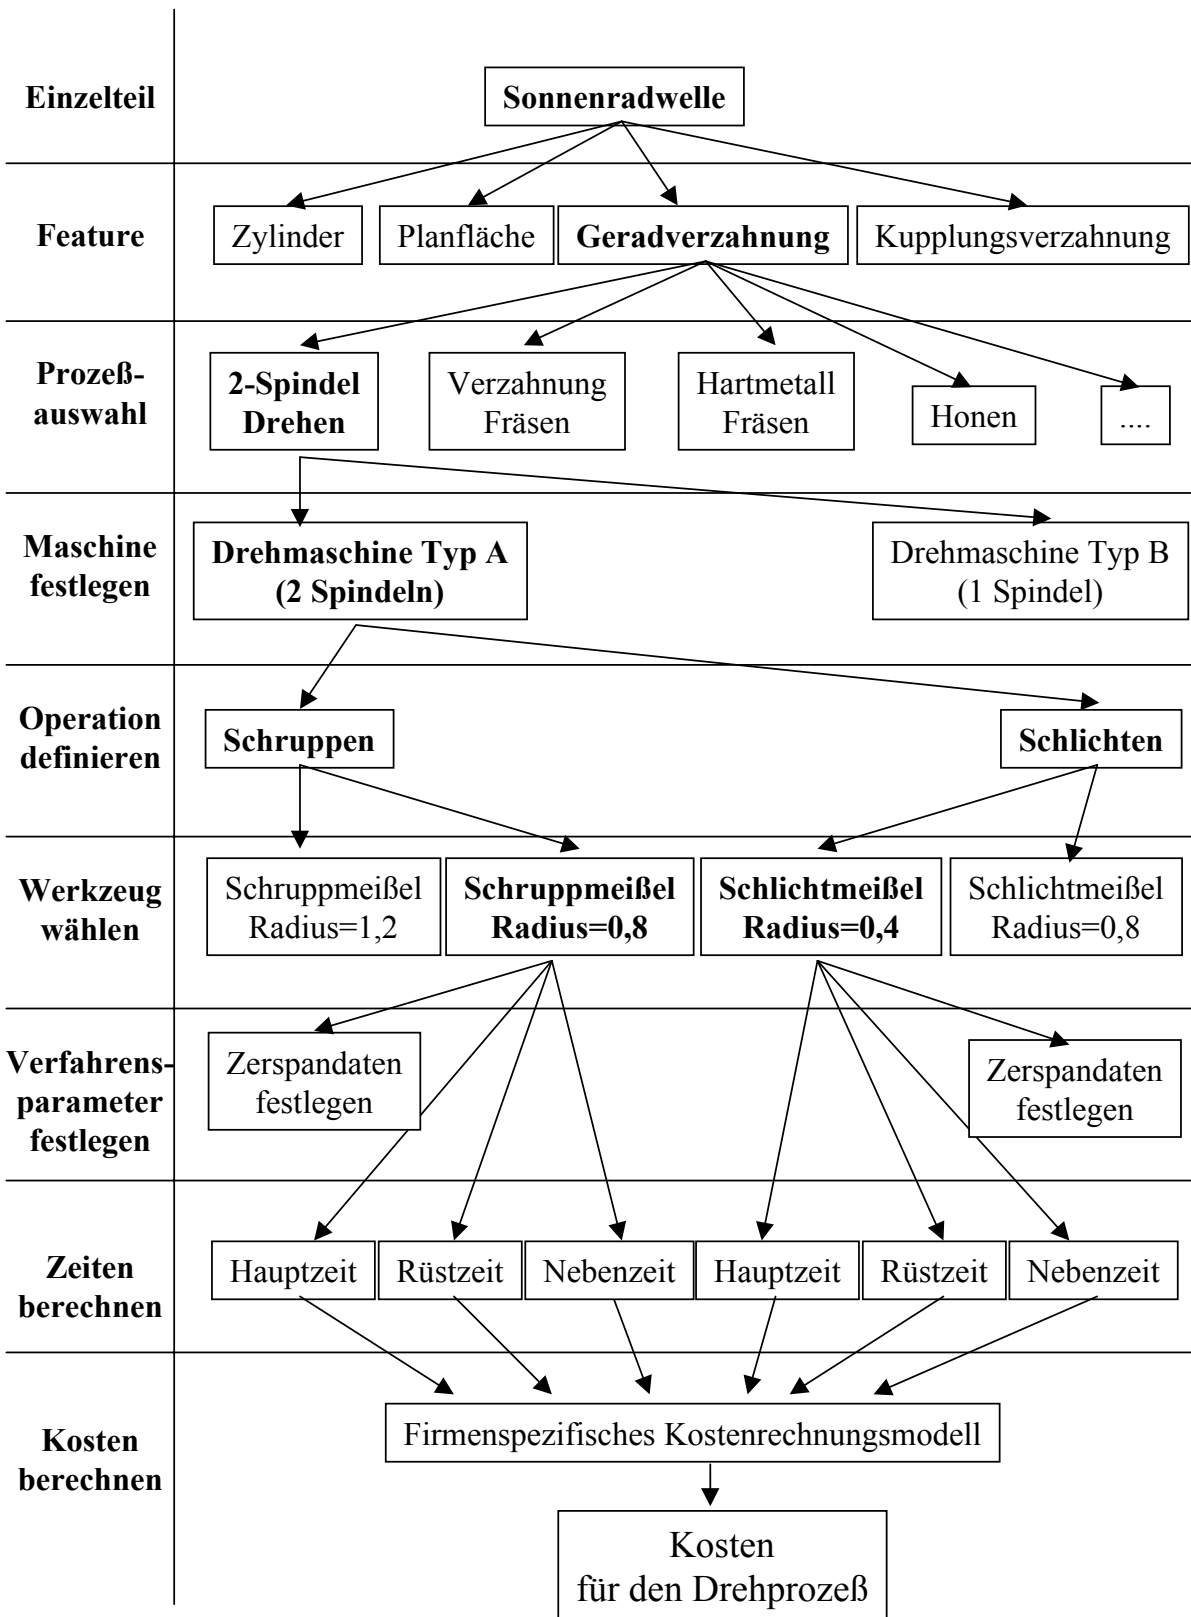 Einzelteil
Sonnenradwelle
Feature
Zylinder
Planfläche
Geradverzahnung
Kupplungsverzahnung
Prozeß-
auswahl
2-Spindel
Drehen
Verzahnung
Fräsen
Hartmetall
Fräsen
Honen
....
Maschine
festlegen
Drehmaschine Typ A
(2 Spindeln)
Drehmaschine Typ B
(1 Spindel)
Operation
definieren
Schruppen
Schlichten
Werkzeug
wählen
Schruppmeißel
Radius=1,2
Schruppmeißel
Radius=0,8
Schlichtmeißel
Radius=0,4
Schlichtmeißel
Radius=0,8
Verfahrens-
parameter
festlegen
Zerspandaten
festlegen
Zerspandaten
festlegen
Zeiten
berechnen
Hauptzeit
Rüstzeit
Nebenzeit
Hauptzeit
Rüstzeit
Nebenzeit
Kosten
berechnen
Firmenspezifisches Kostenrechnungsmodell
Kosten
für den Drehprozeß